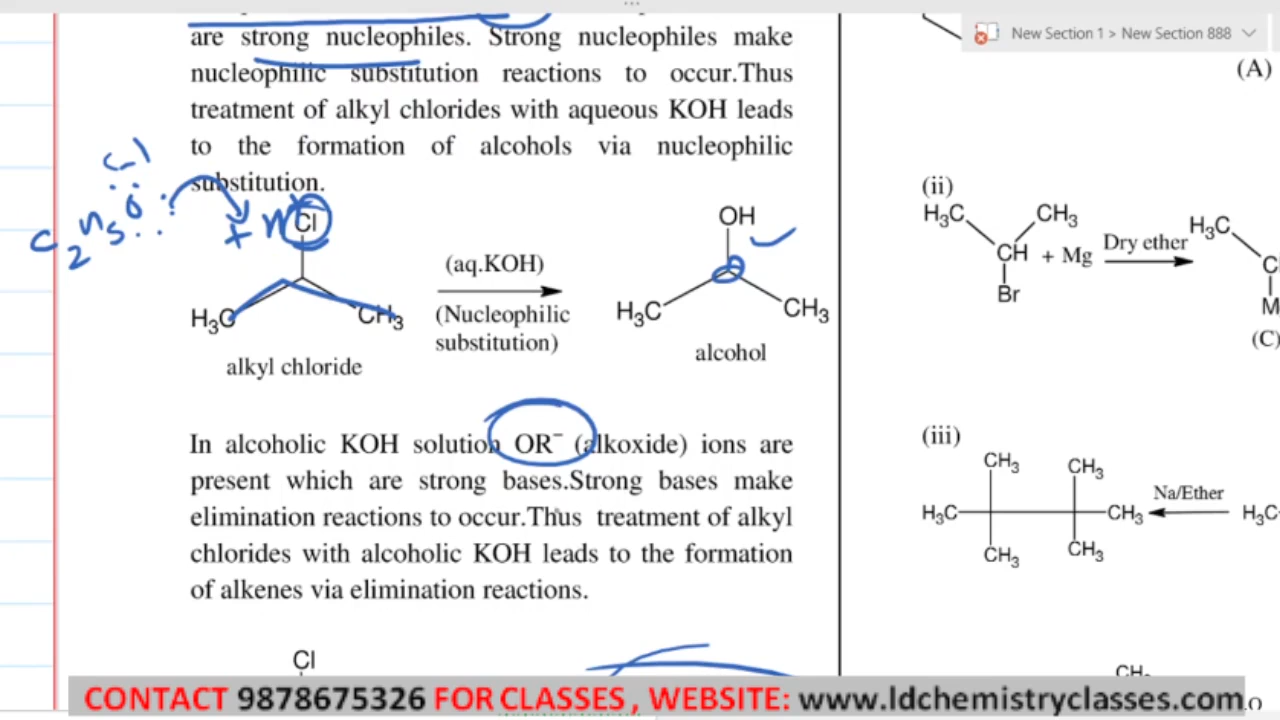 are strong nucleophiles. Strong nucleophiles make
nucleophilic substitution reactions to occur.Thus
treatment of alkyl chlorides with aqueous KOH leads
to the formation of alcohols via nucleophilic
substitution.
C2H5O
Cl
H3C
CH3
alkyl chloride
(aq.KOH)
(Nucleophilic
substitution)
OH
H3C
CH3
alcohol
In alcoholic KOH solution OR⁻ (alkoxide) ions are
present which are strong bases.Strong bases make
elimination reactions to occur.Thus treatment of alkyl
chlorides with alcoholic KOH leads to the formation
of alkenes via elimination reactions.
Cl
New Section 1 > New Section 888
(A)
(ii)
H3C
CH3
CH + Mg
Br
Dry ether
H3C
(C)
(iii)
CH3
CH3
H3C
CH3
CH3
CH3
Na/Ether
H3C
CONTACT 9878675326 FOR CLASSES , WEBSITE: www.ldchemistryclasses.com